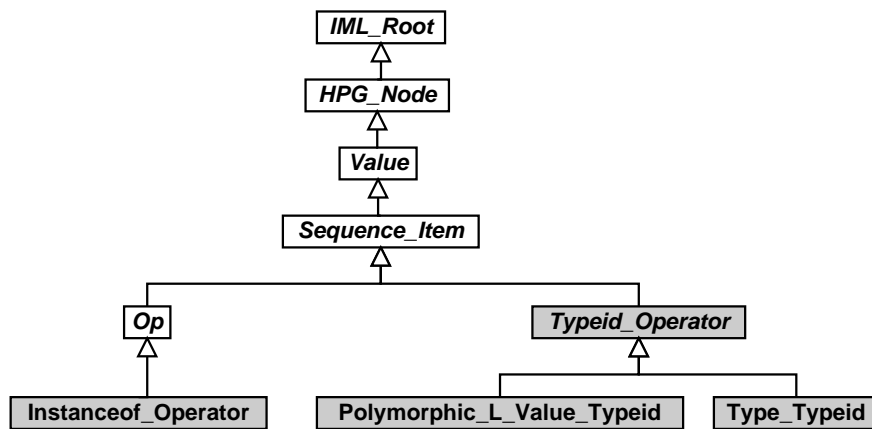 IML_Root
HPG_Node
Value
Sequence_Item
Op
Typeid_Operator
Instanceof_Operator
Polymorphic_L_Value_Typeid
Type_Typeid